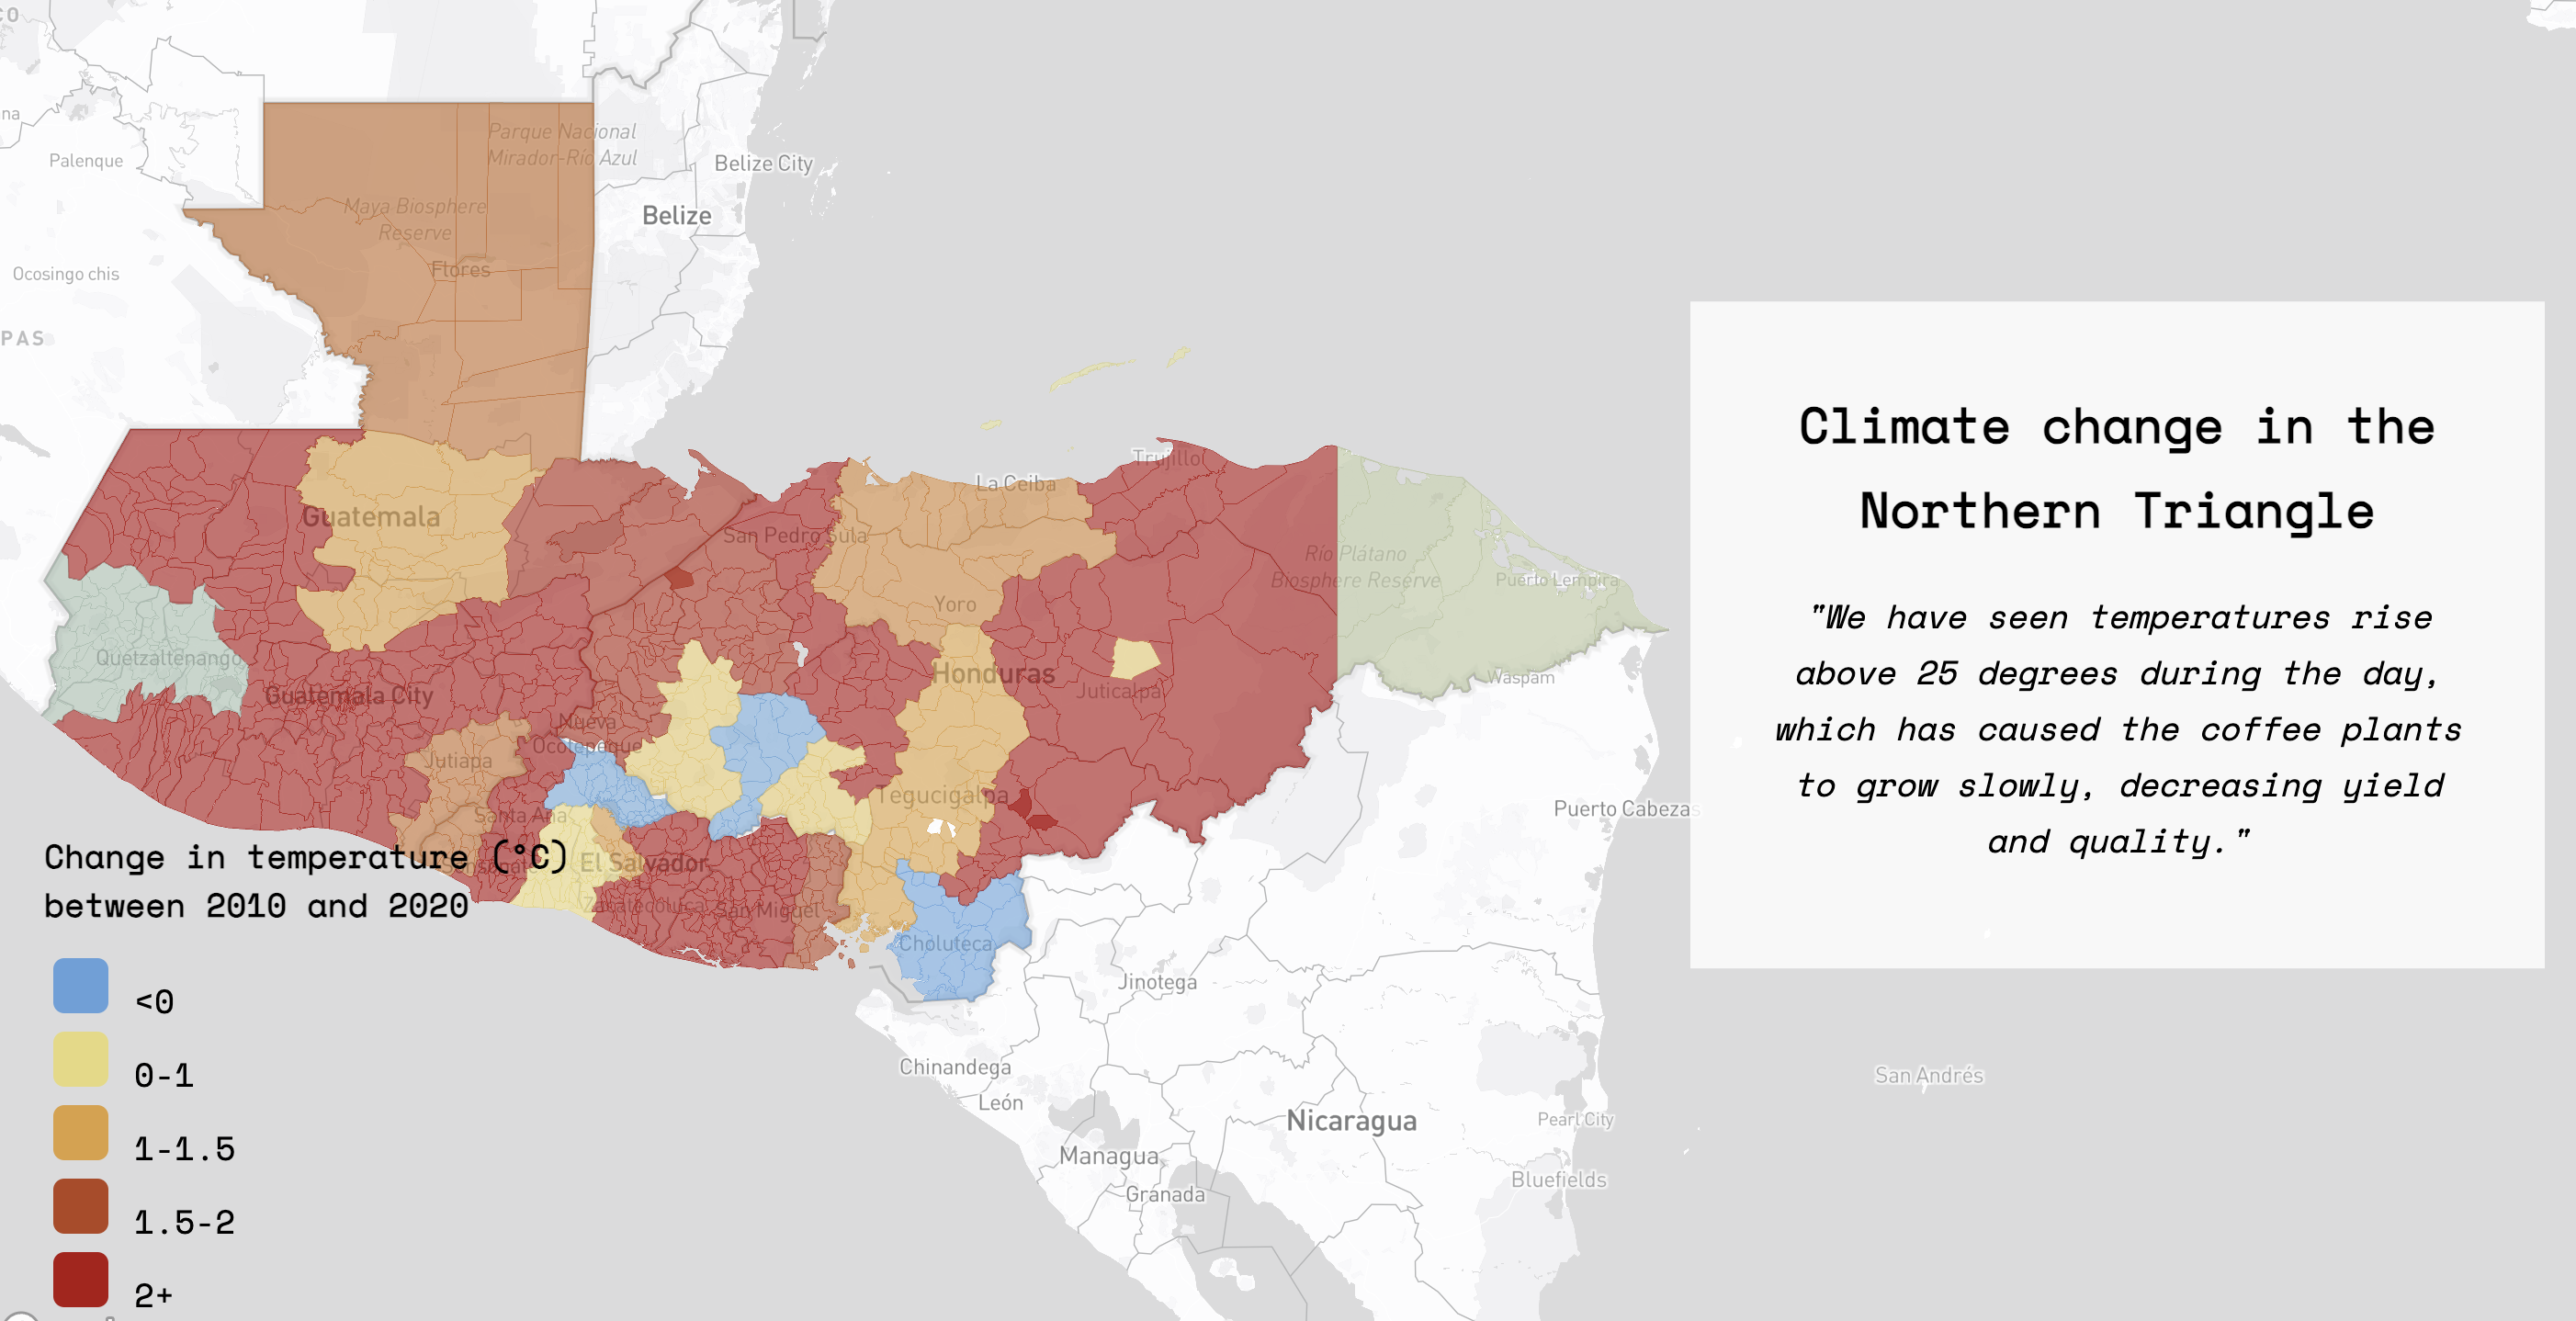 CO
na
Palenque
Ocosingo chis
PAS
Parque Nacional
Mirador-Río Azul
Maya Biosphere
Reserve
Flores
Belize City
Belize
Guatemala
Quetzaltenango
Guatemala City
Jutiapa
Nueva
Ocotepeque
Santa Ana
Sonsonate
El Salvador
Zacatecoluca
San Miguel
San Pedro Sula
La Ceiba
Trujillo
Yoro
Honduras
Juticalpa
Tegucigalpa
Choluteca
Río Plátano
Biosphere Reserve
Puerto Lempira
Waspam
Puerto Cabezas
Jinotega
Chinandega
León
Managua
Granada
Nicaragua
Pearl City
Bluefields
San Andrés
Climate change in the
Northern Triangle
"We have seen temperatures rise
above 25 degrees during the day,
which has caused the coffee plants
to grow slowly, decreasing yield
and quality."
Change in temperature (°C)
between 2010 and 2020
<0
0-1
1-1.5
1.5-2
2+